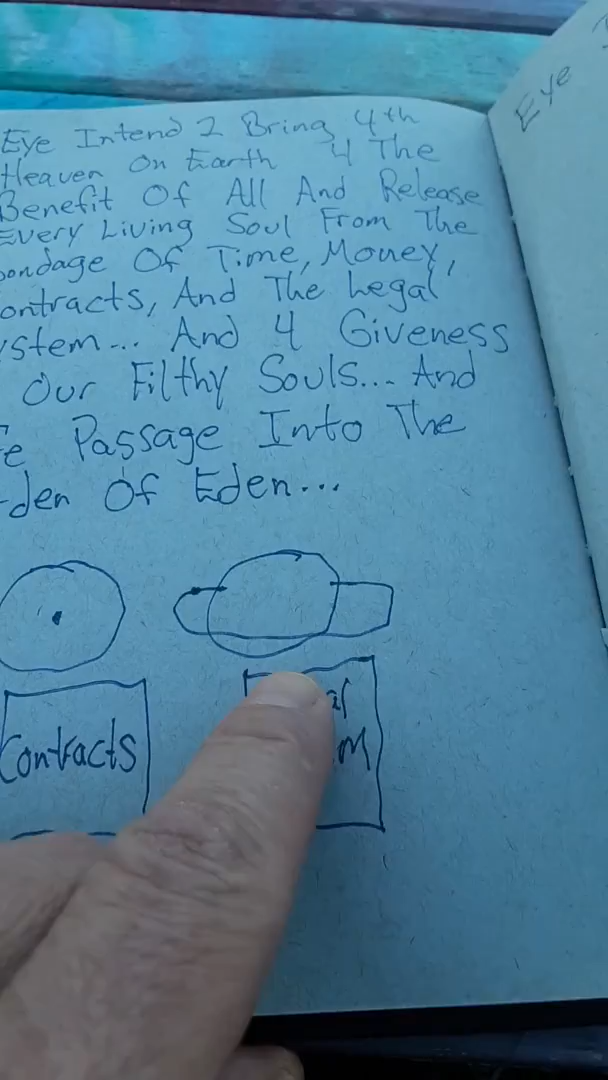 Eye Intend 2 Bring 4th
Heaven On Earth 4 The
Benefit Of All And Release
Every Living Soul From The
ondage Of Time, Money,
ontracts, And The Legal
ystem... And 4 Giveness
Our Filthy Souls... And
e Passage Into The
den Of Eden...
Contracts
al
M
Eye